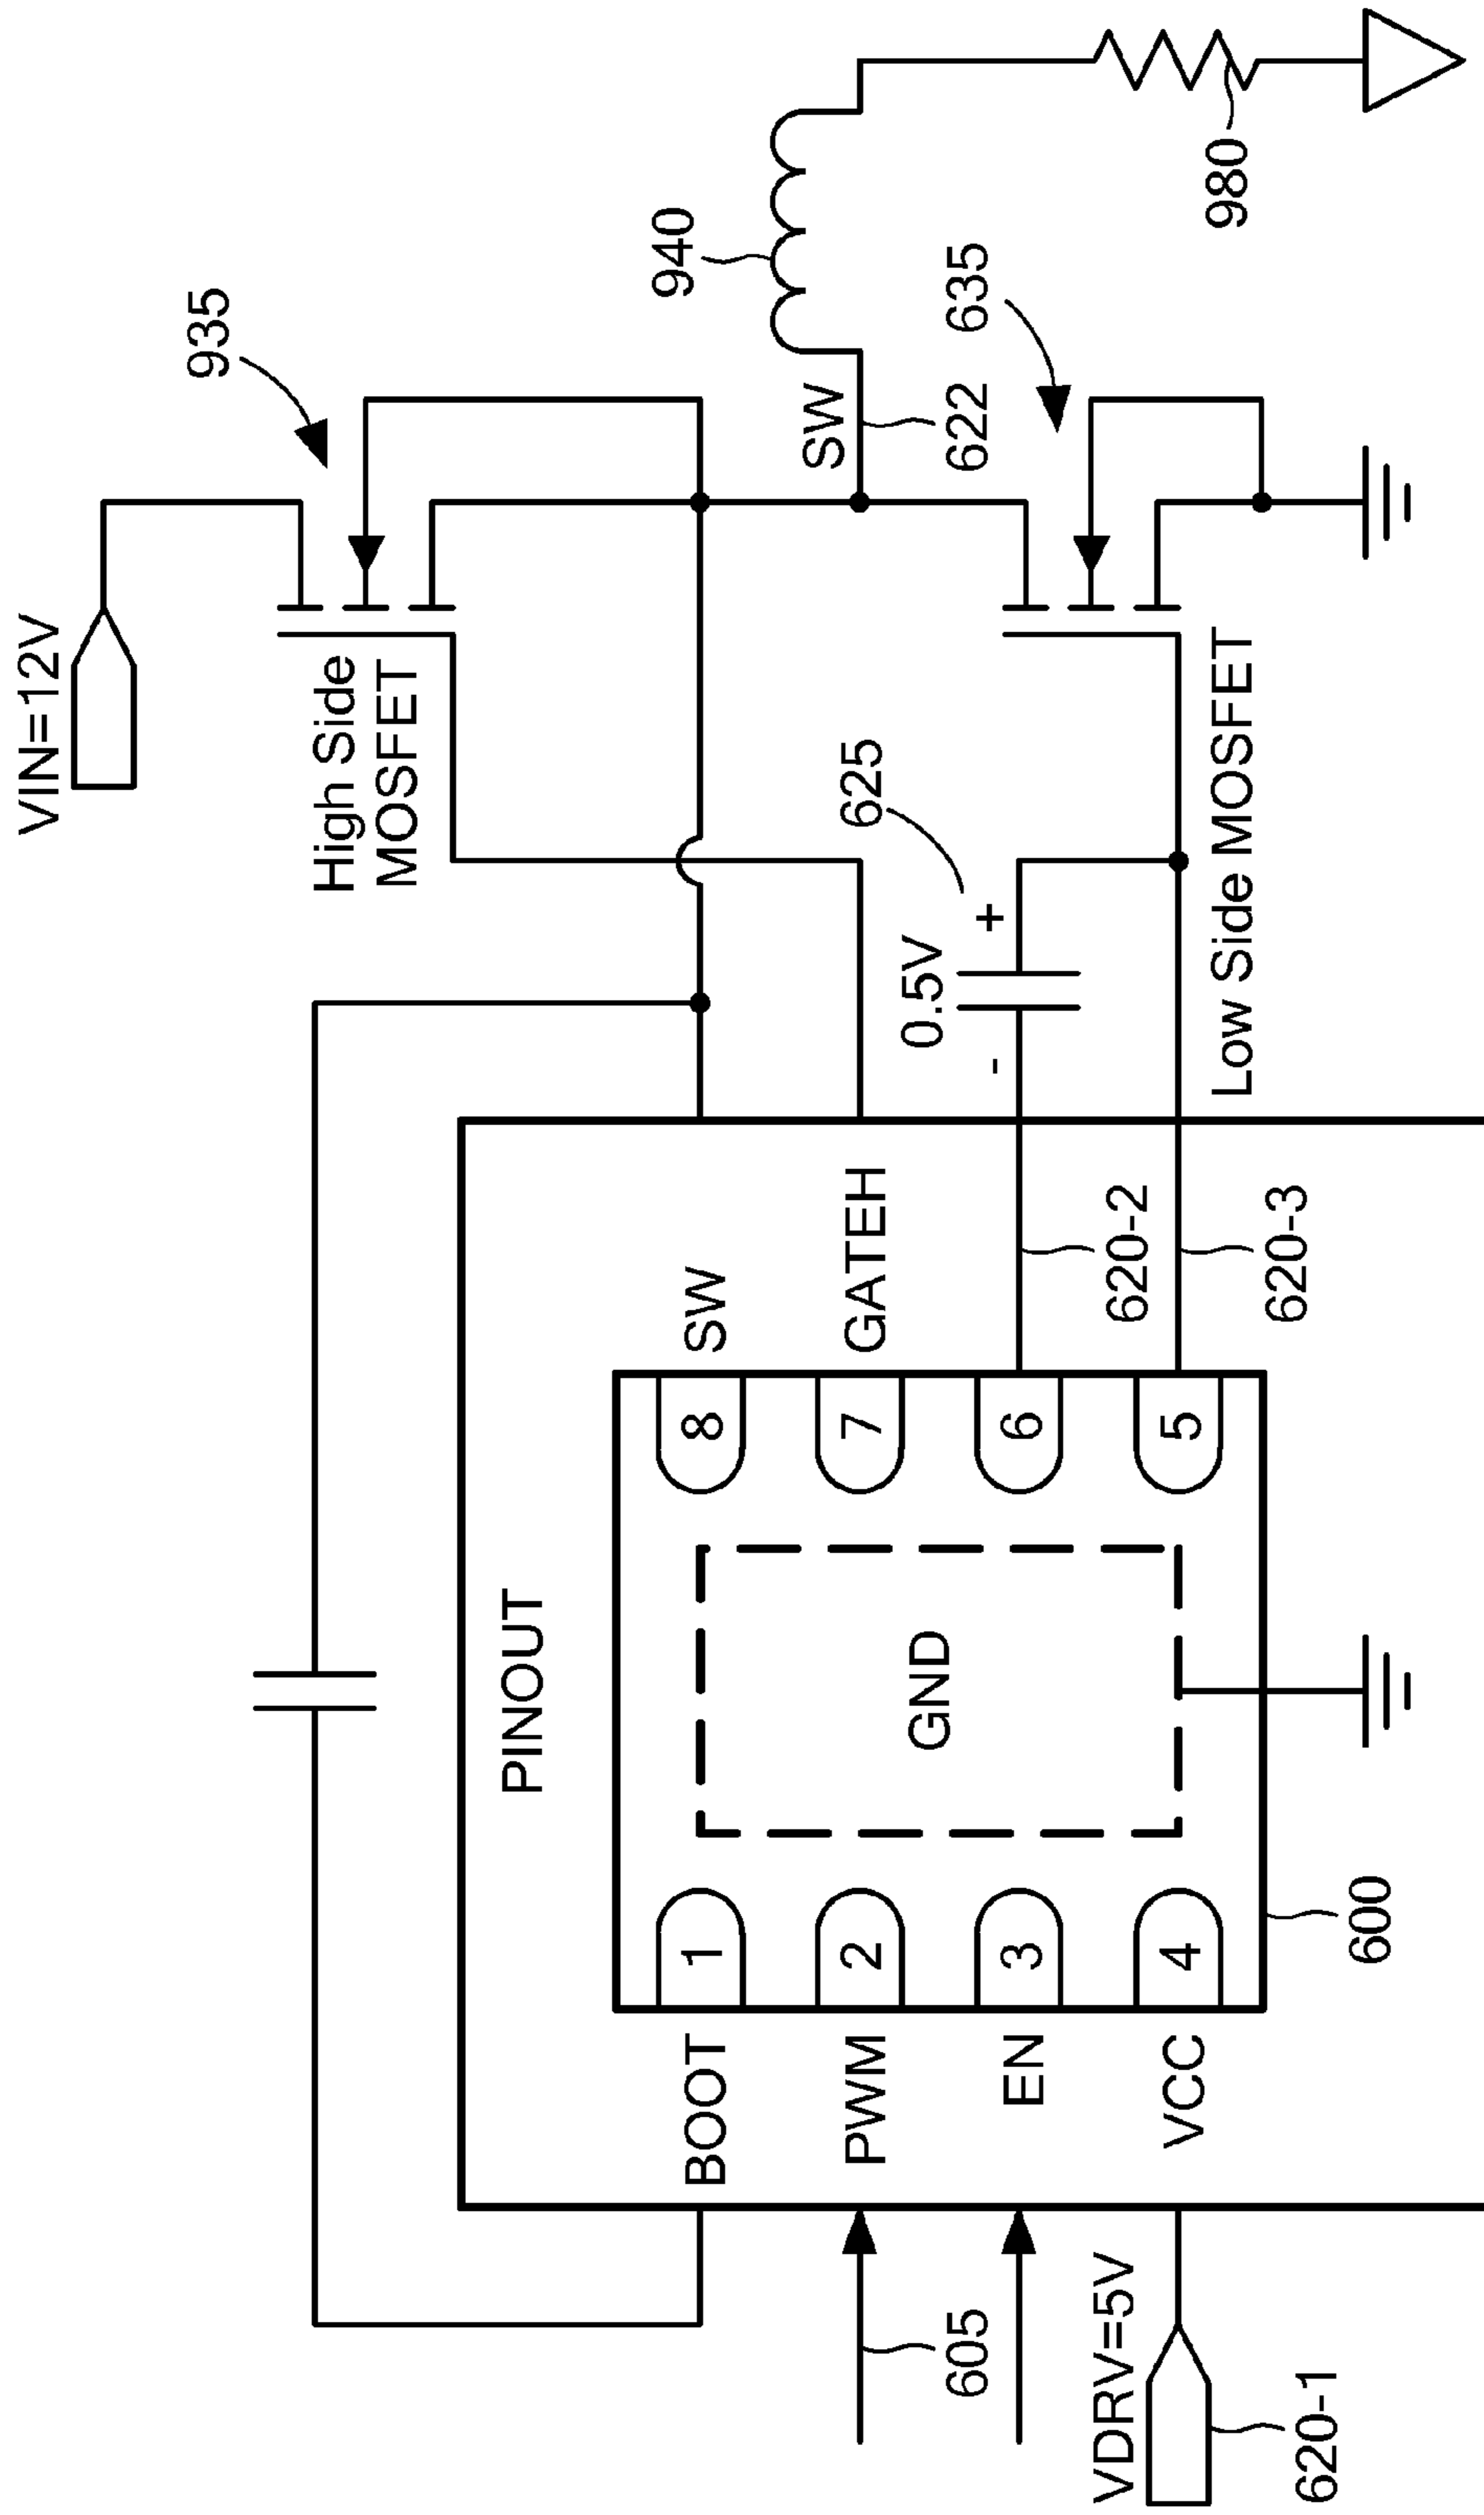 VIN=12V
935
High Side
MOSFET
940
SW
622
635
980
625
0.5V
+
-
Low Side MOSFET
PINOUT
BOOT
PWM
EN
VCC
1
2
3
4
GND
8
7
6
5
SW
GATEH
620-2
620-3
600
605
VDRV=5V
620-1